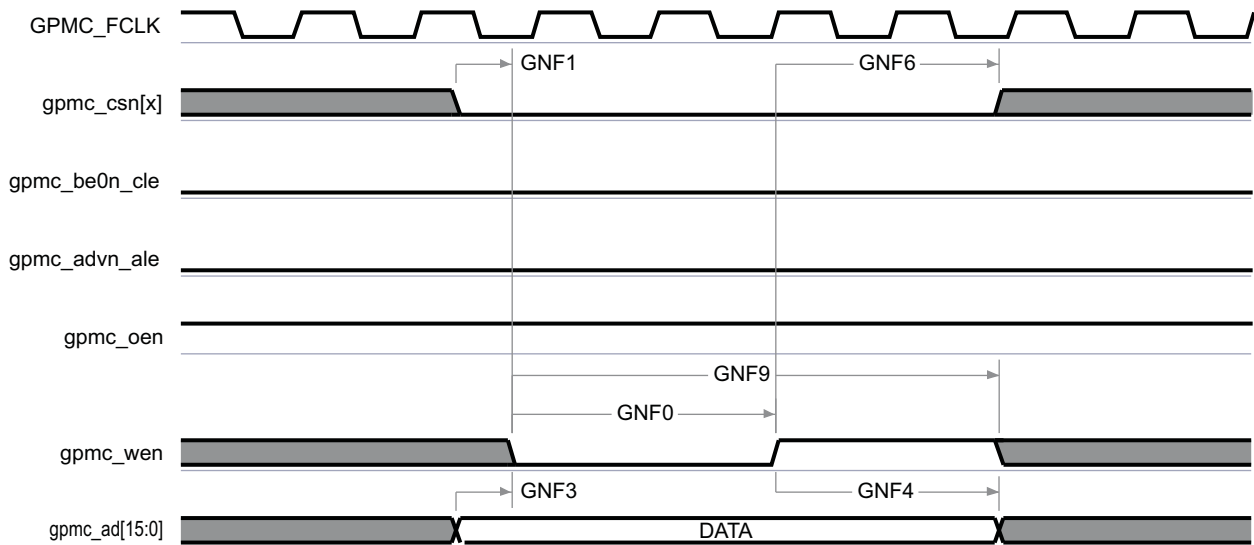 GPMC_FCLK
GNF1
GNF6
gpmc_csn[x]
gpmc_be0n_cle
gpmc_advn_ale
gpmc_oen
GNF9
GNF0
gpmc_wen
GNF3
GNF4
gpmc_ad[15:0]
DATA